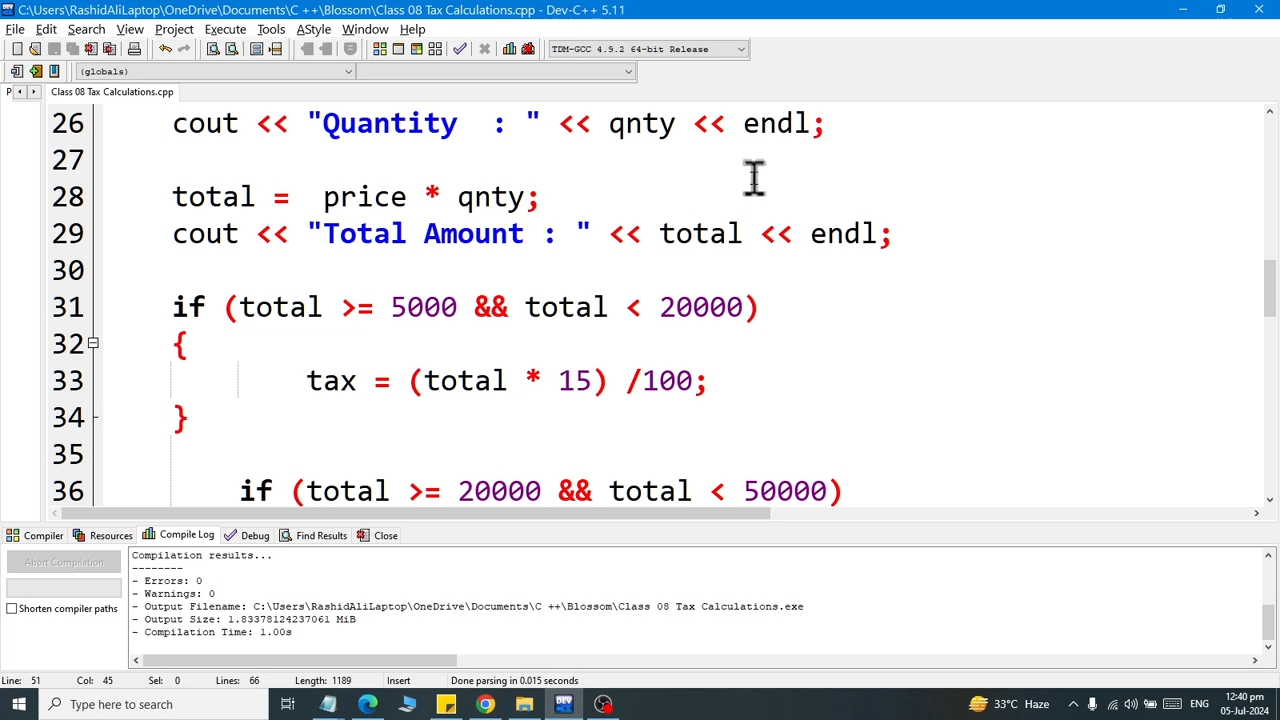 C:\Users\RashidAliLaptop\OneDrive\Documents\C ++\Blossom\Class 08 Tax Calculations.cpp - Dev-C++ 5.11
File Edit Search View Project Execute Tools AStyle Window Help
TDM-GCC 4.9.2 64-bit Release
(globals)
P Class 08 Tax Calculations.cpp
26 cout << "Quantity  : " << qnty << endl;
27
28 total =  price * qnty;
29 cout << "Total Amount : " << total << endl;
30
31 if (total >= 5000 && total < 20000)
32 {
33 tax = (total * 15) /100;
34 }
35
36 if (total >= 20000 && total < 50000)
Compiler Resources Compile Log Debug Find Results Close
Abort Compilation
Shorten compiler paths
Compilation results...
--------
- Errors: 0
- Warnings: 0
- Output Filename: C:\Users\RashidAliLaptop\OneDrive\Documents\C ++\Blossom\Class 08 Tax Calculations.exe
- Output Size: 1.83378124237061 MiB
- Compilation Time: 1.00s
Line: 51 Col: 45 Sel: 0 Lines: 66 Length: 1189 Insert Done parsing in 0.015 seconds
Type here to search
33°C Haze
ENG
12:40 pm
05-Jul-2024